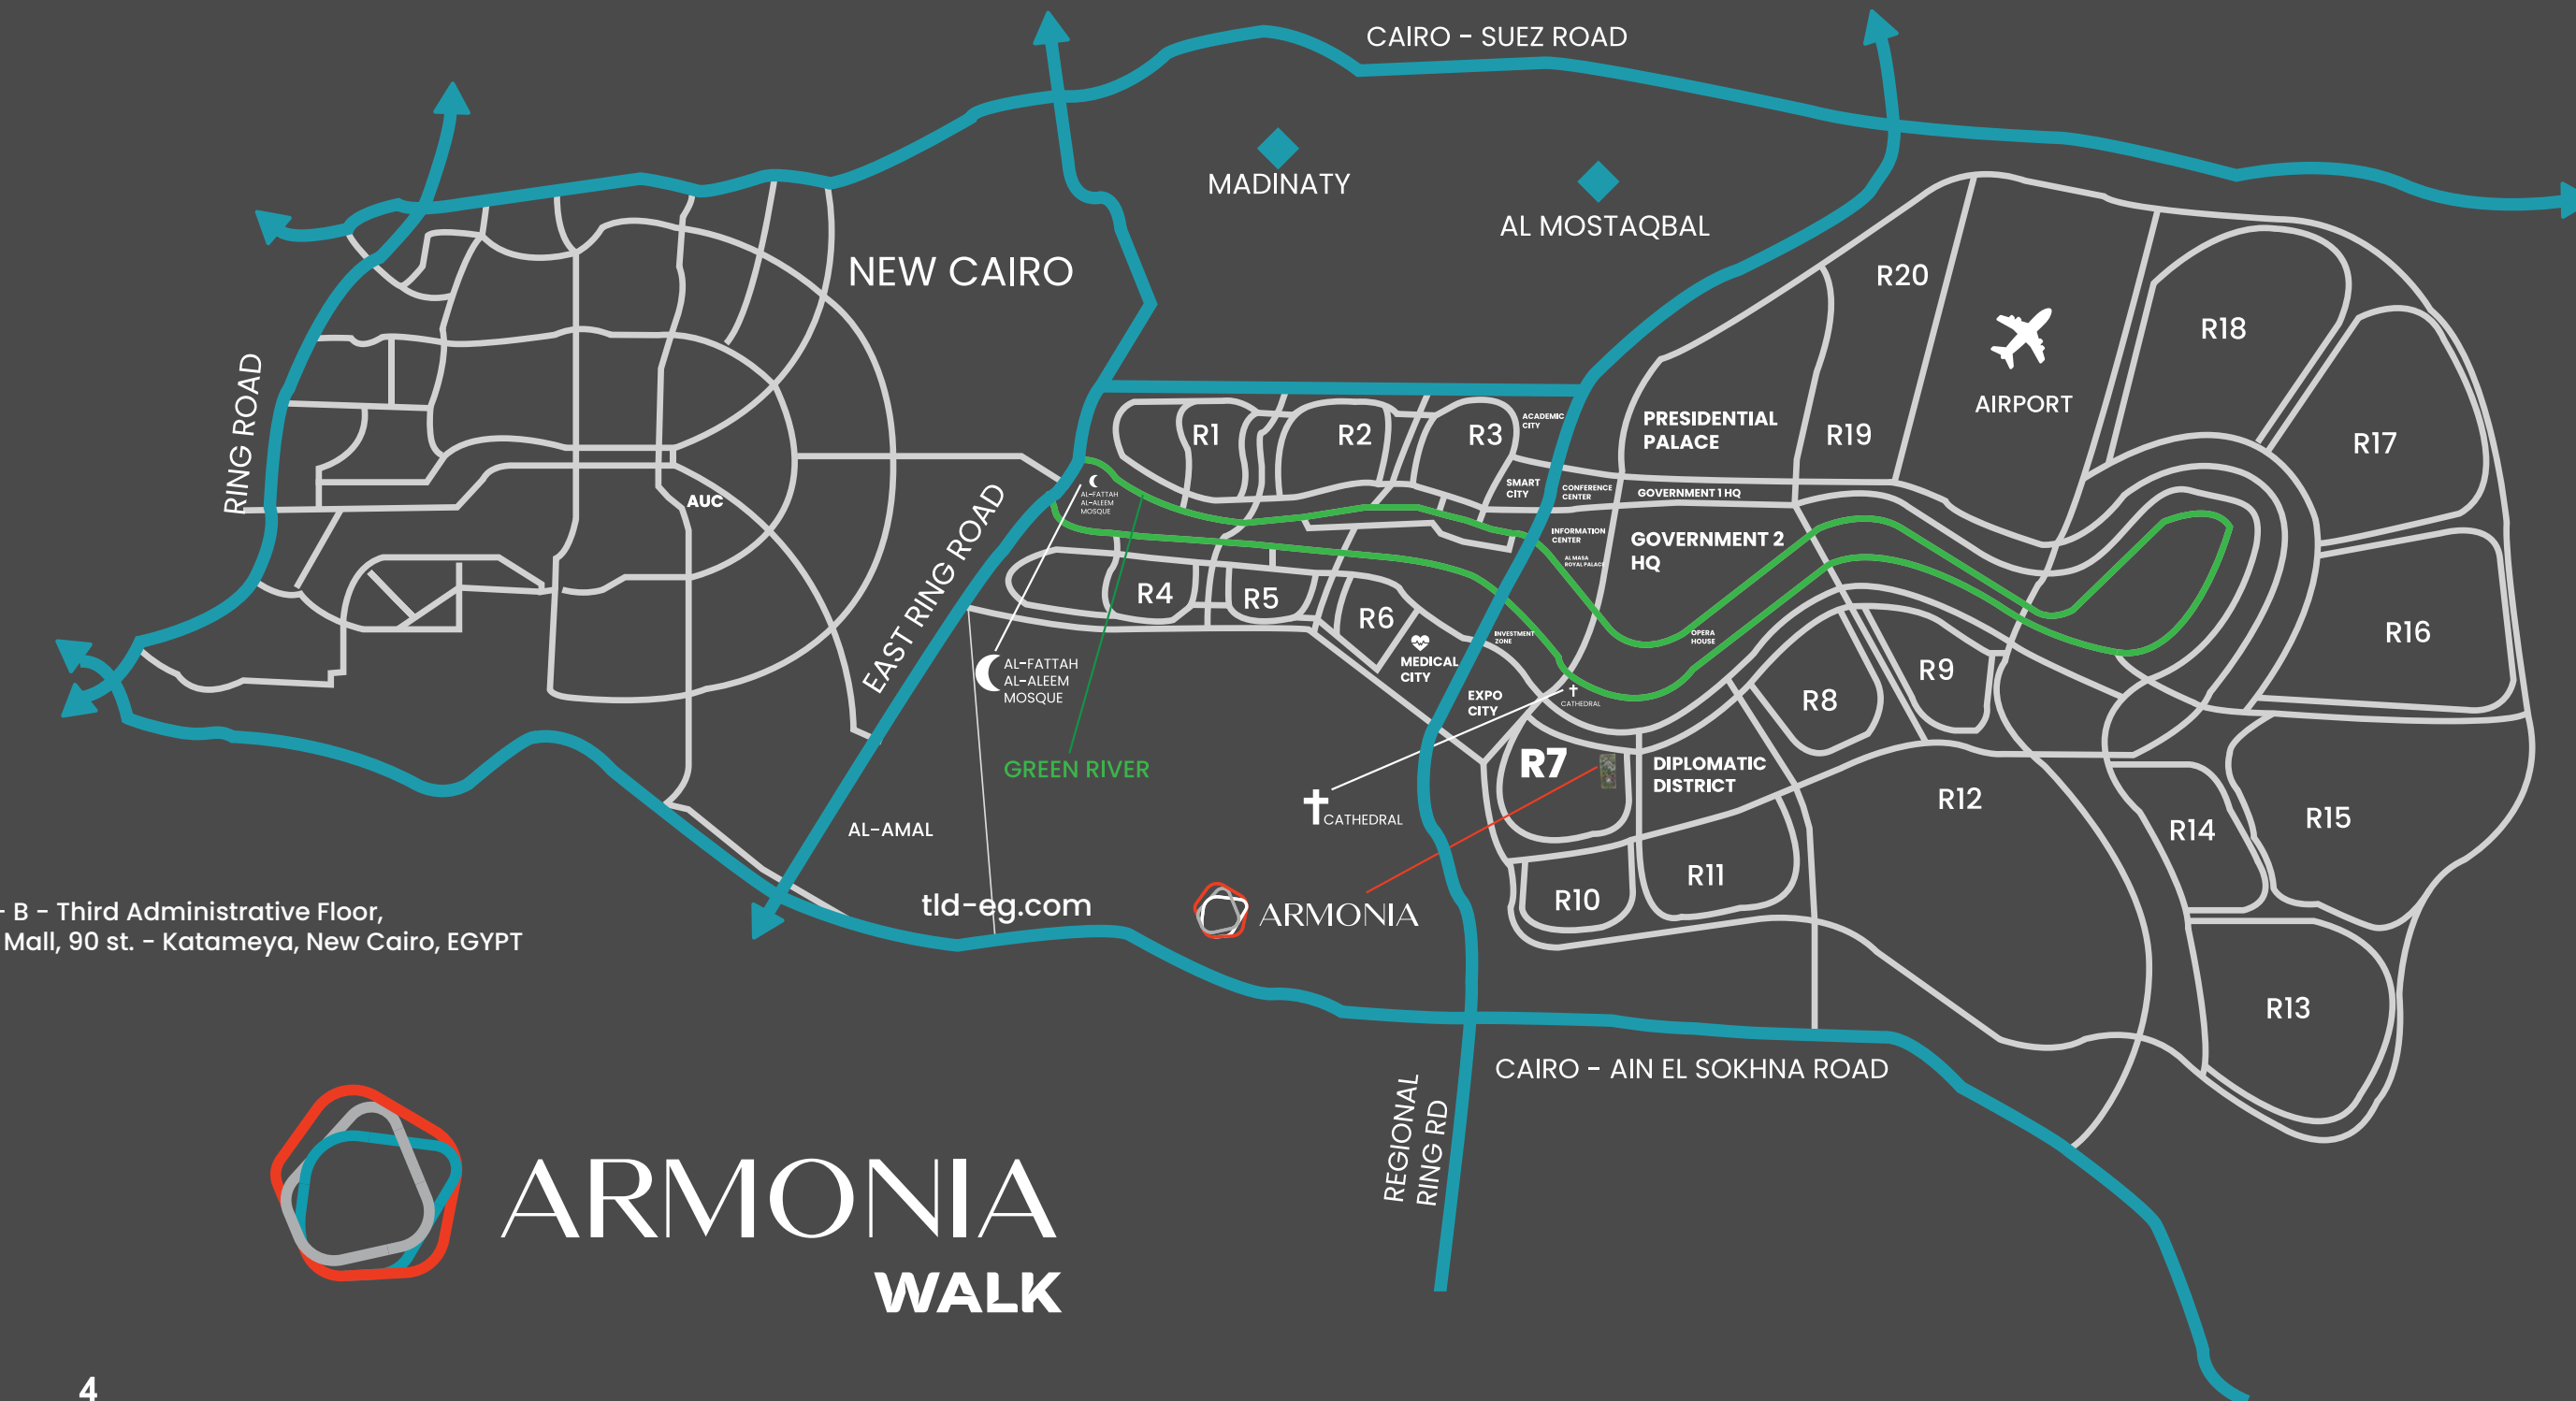 CAIRO - SUEZ ROAD
MADINATY
AL MOSTAQBAL
NEW CAIRO
RING ROAD
AUC
EAST RING ROAD
R1
R2
R3
ACADEMIC
CITY
SMART
CITY
CONFERENCE
CENTER
PRESIDENTIAL
PALACE
R19
R20
AIRPORT
R18
R17
GOVERNMENT 1 HQ
GOVERNMENT 2
HQ
INFORMATION
CENTER
AL MASA
ROYAL PALACE
AL-FATTAH
AL-ALEEM
MOSQUE
R4
R5
R6
MEDICAL
CITY
INVESTMENT
ZONE
EXPO
CITY
OPERA
HOUSE
CATHEDRAL
R8
R9
R16
AL-FATTAH
AL-ALEEM
MOSQUE
GREEN RIVER
R7
DIPLOMATIC
DISTRICT
R12
R14
R15
CATHEDRAL
AL-AMAL
R10
R11
ARMONIA
tld-eg.com
- B - Third Administrative Floor,
Mall, 90 st. - Katameya, New Cairo, EGYPT
R13
CAIRO - AIN EL SOKHNA ROAD
REGIONAL
RING RD
ARMONIA
WALK
4